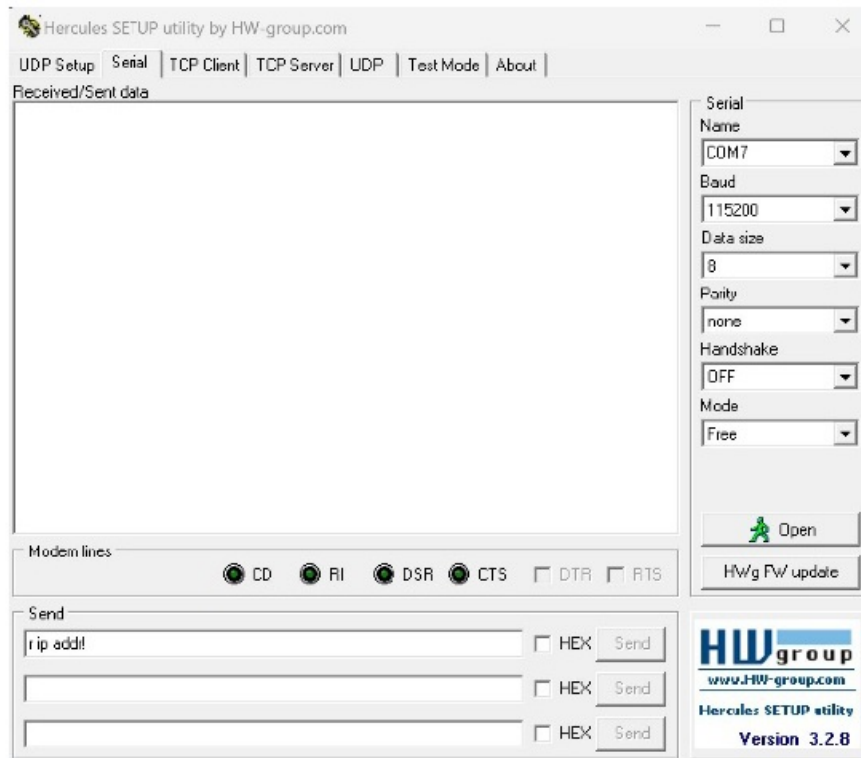 Hercules SETUP utility by HW-group.com
UDP Setup Serial TCP Client TCP Server UDP Test Mode About
Received/Sent data
Serial
Name
COM7
Baud
115200
Data size
8
Parity
none
Handshake
OFF
Mode
Free
Open
HWg FW update
Modem lines
CD RI DSR CTS DTR RTS
Send
r ip addr!
HEX Send
HEX Send
HEX Send
HW group
www.HW-group.com
Hercules SETUP utility
Version 3.2.8